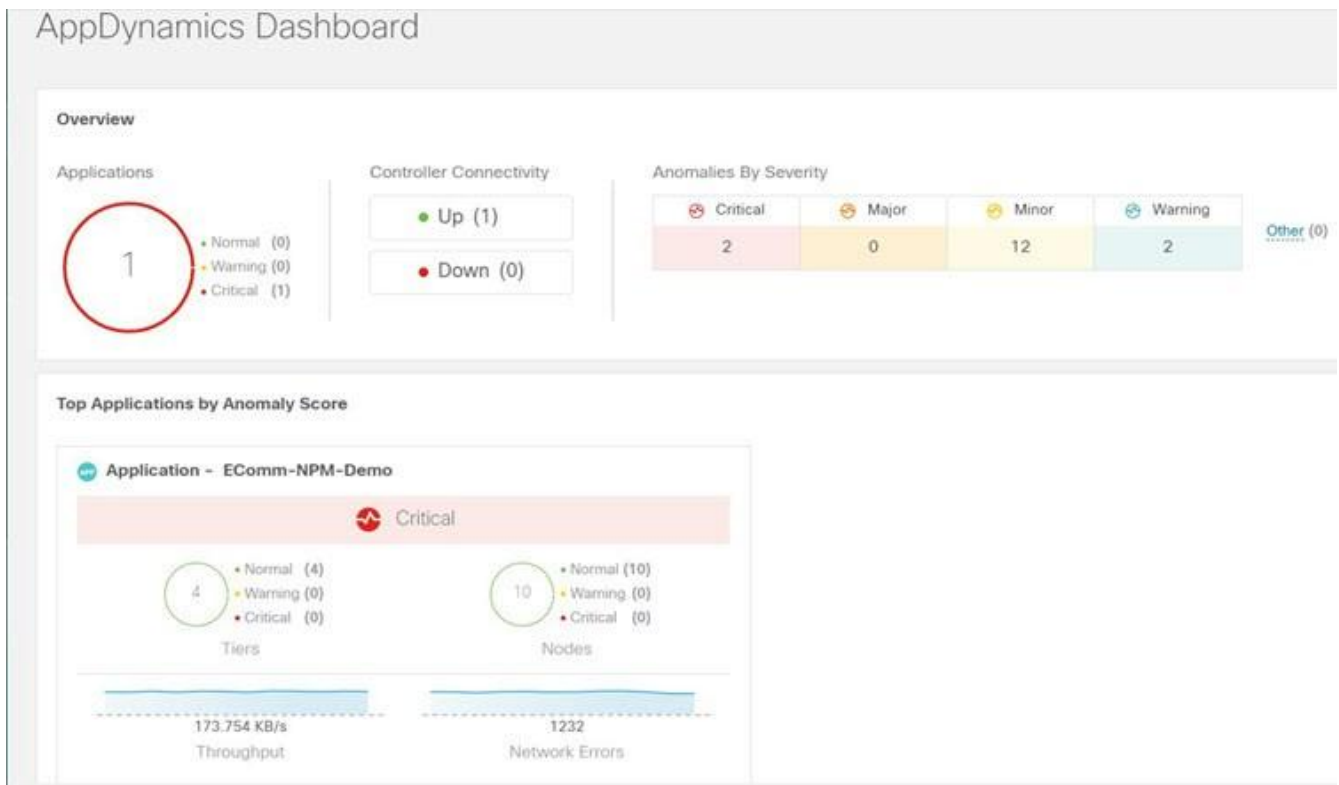 AppDynamics Dashboard
Overview
Applications
1
Normal (0)
Warning (0)
Critical (1)
Controller Connectivity
Up (1)
Down (0)
Anomalies By Severity
Critical Major Minor Warning
2 0 12 2
Other (0)
Top Applications by Anomaly Score
APP Application - EComm-NPM-Demo
Critical
4
Normal (4)
Warning (0)
Critical (0)
Tiers
10
Normal (10)
Warning (0)
Critical (0)
Nodes
173.754 KB/s
Throughput
1232
Network Errors